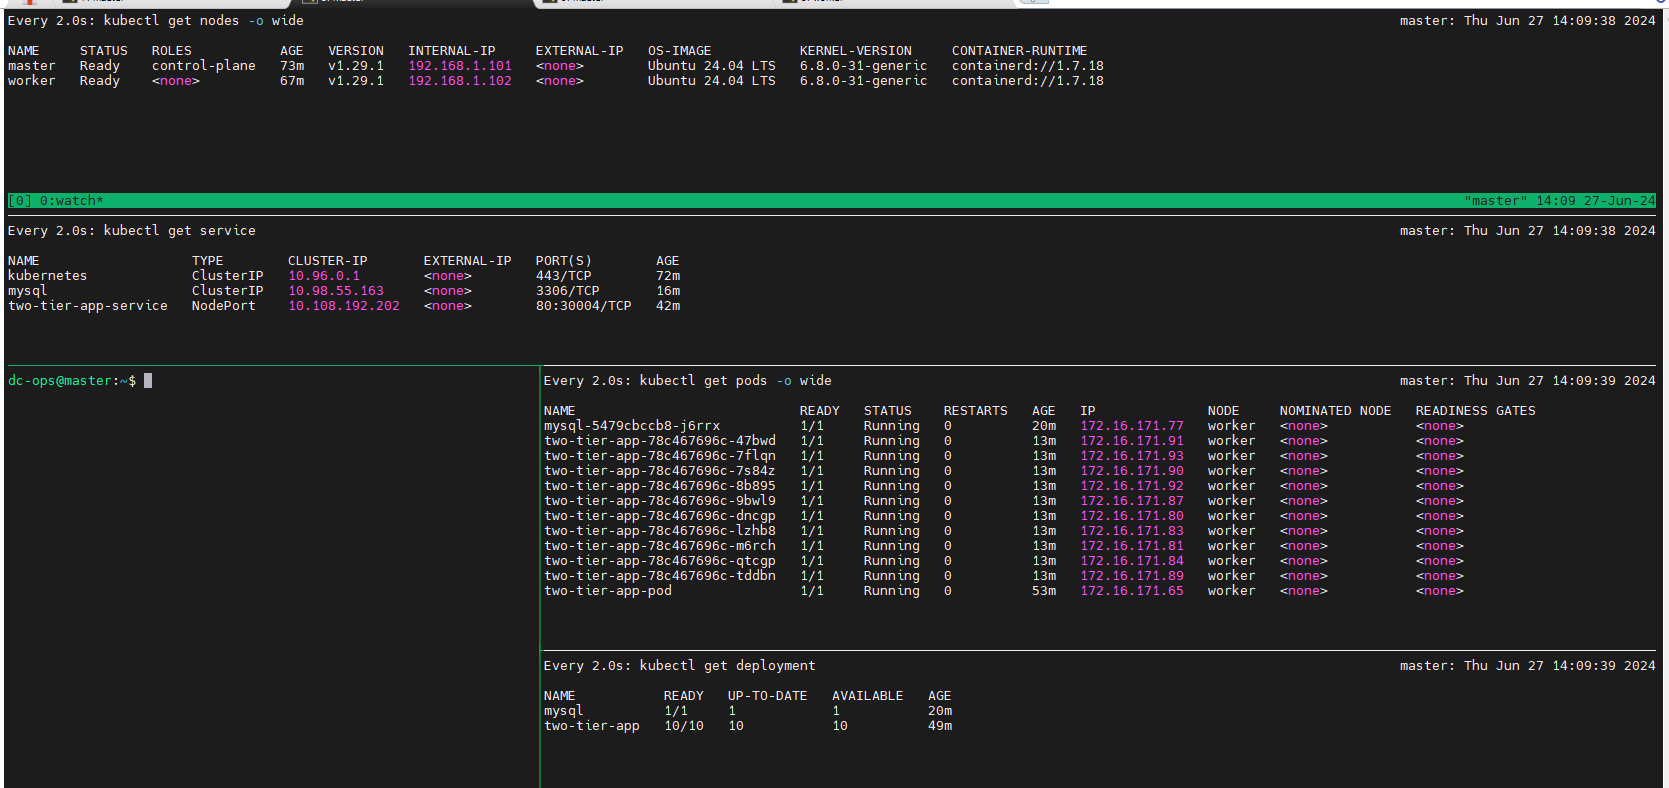 Every 2.0s: kubectl get nodes -o wide master: Thu Jun 27 14:09:38 2024
NAME STATUS ROLES AGE VERSION INTERNAL-IP EXTERNAL-IP OS-IMAGE KERNEL-VERSION CONTAINER-RUNTIME
master Ready control-plane 73m v1.29.1 192.168.1.101 <none> Ubuntu 24.04 LTS 6.8.0-31-generic containerd://1.7.18
worker Ready <none> 67m v1.29.1 192.168.1.102 <none> Ubuntu 24.04 LTS 6.8.0-31-generic containerd://1.7.18
[0] 0:watch* "master" 14:09 27-Jun-24
Every 2.0s: kubectl get service master: Thu Jun 27 14:09:38 2024
NAME TYPE CLUSTER-IP EXTERNAL-IP PORT(S) AGE
kubernetes ClusterIP 10.96.0.1 <none> 443/TCP 72m
mysql ClusterIP 10.98.55.163 <none> 3306/TCP 16m
two-tier-app-service NodePort 10.108.192.202 <none> 80:30004/TCP 42m
dc-ops@master:~$
Every 2.0s: kubectl get pods -o wide master: Thu Jun 27 14:09:39 2024
NAME READY STATUS RESTARTS AGE IP NODE NOMINATED NODE READINESS GATES
mysql-5479cbccb8-j6rrx 1/1 Running 0 20m 172.16.171.77 worker <none> <none>
two-tier-app-78c467696c-47bwd 1/1 Running 0 13m 172.16.171.91 worker <none> <none>
two-tier-app-78c467696c-7flqn 1/1 Running 0 13m 172.16.171.93 worker <none> <none>
two-tier-app-78c467696c-7s84z 1/1 Running 0 13m 172.16.171.90 worker <none> <none>
two-tier-app-78c467696c-8b895 1/1 Running 0 13m 172.16.171.92 worker <none> <none>
two-tier-app-78c467696c-9bwl9 1/1 Running 0 13m 172.16.171.87 worker <none> <none>
two-tier-app-78c467696c-dncgp 1/1 Running 0 13m 172.16.171.80 worker <none> <none>
two-tier-app-78c467696c-lzhb8 1/1 Running 0 13m 172.16.171.83 worker <none> <none>
two-tier-app-78c467696c-m6rch 1/1 Running 0 13m 172.16.171.81 worker <none> <none>
two-tier-app-78c467696c-qtcgp 1/1 Running 0 13m 172.16.171.84 worker <none> <none>
two-tier-app-78c467696c-tddbn 1/1 Running 0 13m 172.16.171.89 worker <none> <none>
two-tier-app-pod 1/1 Running 0 53m 172.16.171.65 worker <none> <none>
Every 2.0s: kubectl get deployment master: Thu Jun 27 14:09:39 2024
NAME READY UP-TO-DATE AVAILABLE AGE
mysql 1/1 1 1 20m
two-tier-app 10/10 10 10 49m